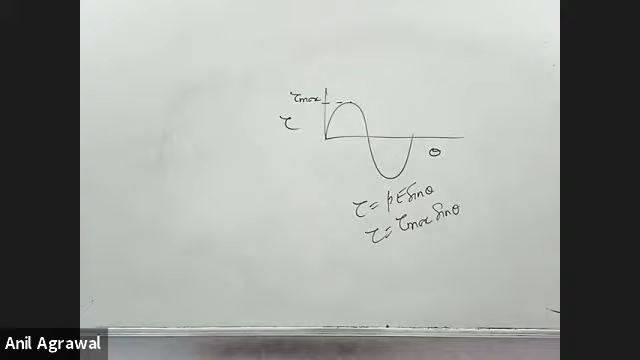 τmax
τ
θ
τ = pE Sinθ
τ = τmax Sinθ
Anil Agrawal